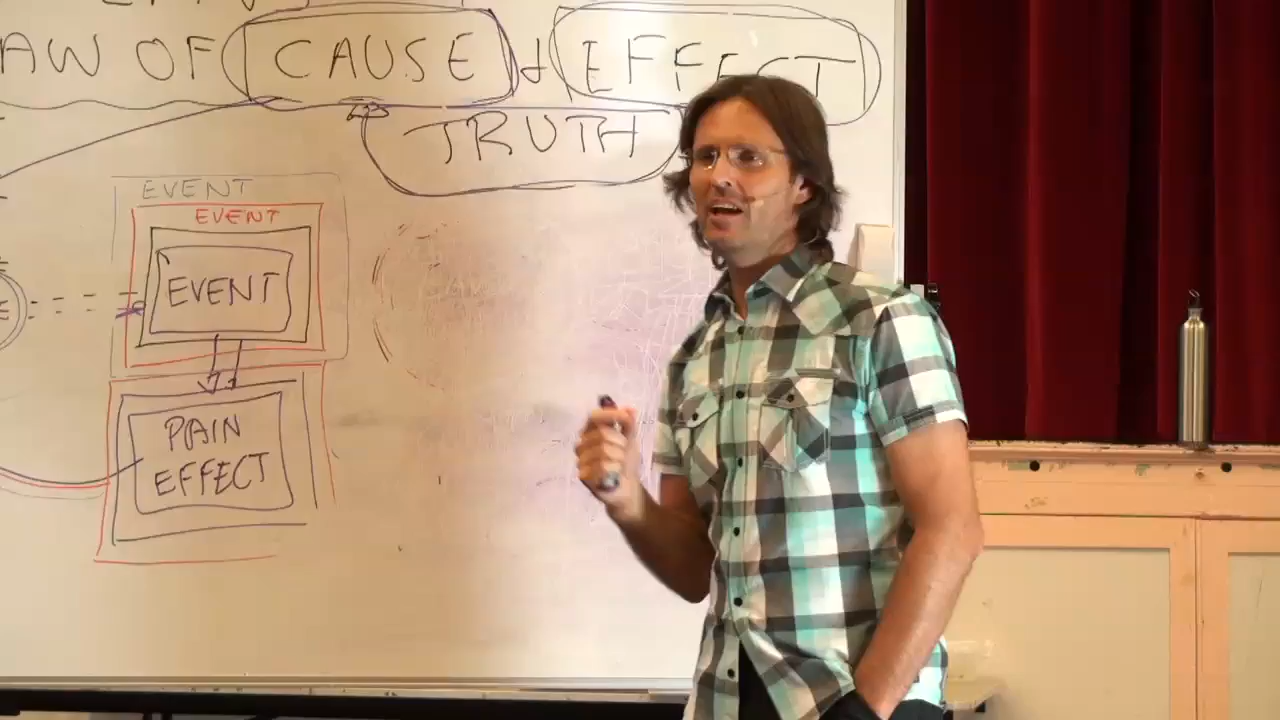 AW OF CAUSE & EFFECT
TRUTH
EVENT
EVENT
EVENT
PAIN
EFFECT